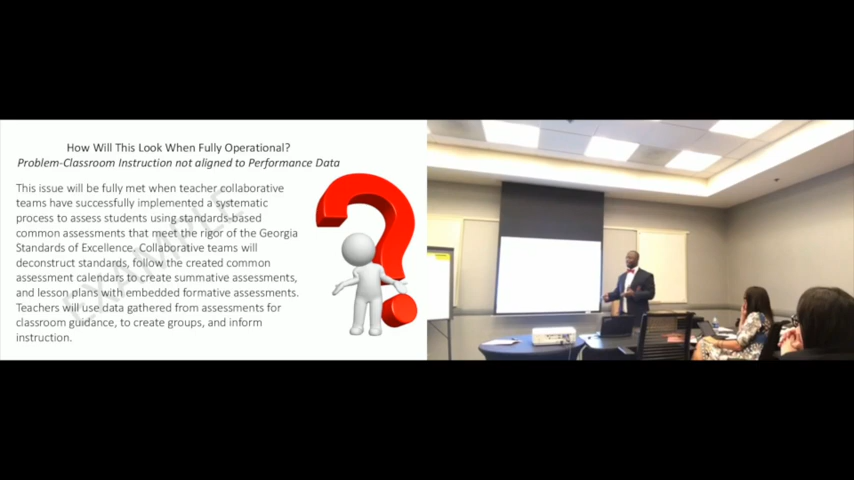 How Will This Look When Fully Operational?
Problem-Classroom Instruction not aligned to Performance Data
This issue will be fully met when teacher collaborative
teams have successfully implemented a systematic
process to assess students using standards-based
common assessments that meet the rigor of the Georgia
Standards of Excellence. Collaborative teams will
deconstruct standards, follow the created common
assessment calendars to create summative assessments,
and lesson plans with embedded formative assessments.
Teachers will use data gathered from assessments for
classroom guidance, to create groups, and inform
instruction.
EXAMPLE